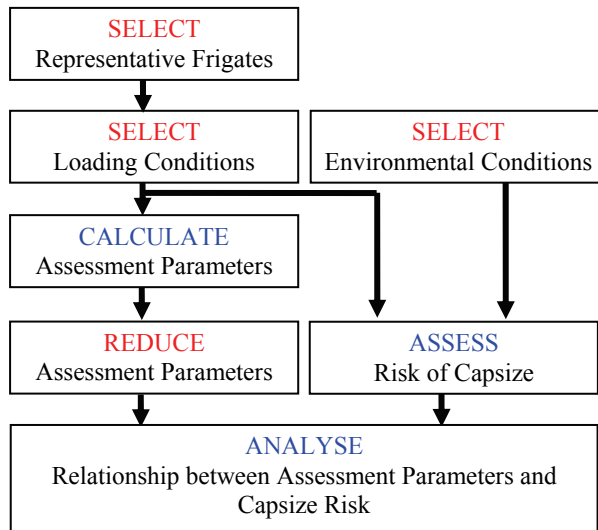 SELECT
Representative Frigates
SELECT
Loading Conditions
SELECT
Environmental Conditions
CALCULATE
Assessment Parameters
REDUCE
Assessment Parameters
ASSESS
Risk of Capsize
ANALYSE
Relationship between Assessment Parameters and
Capsize Risk